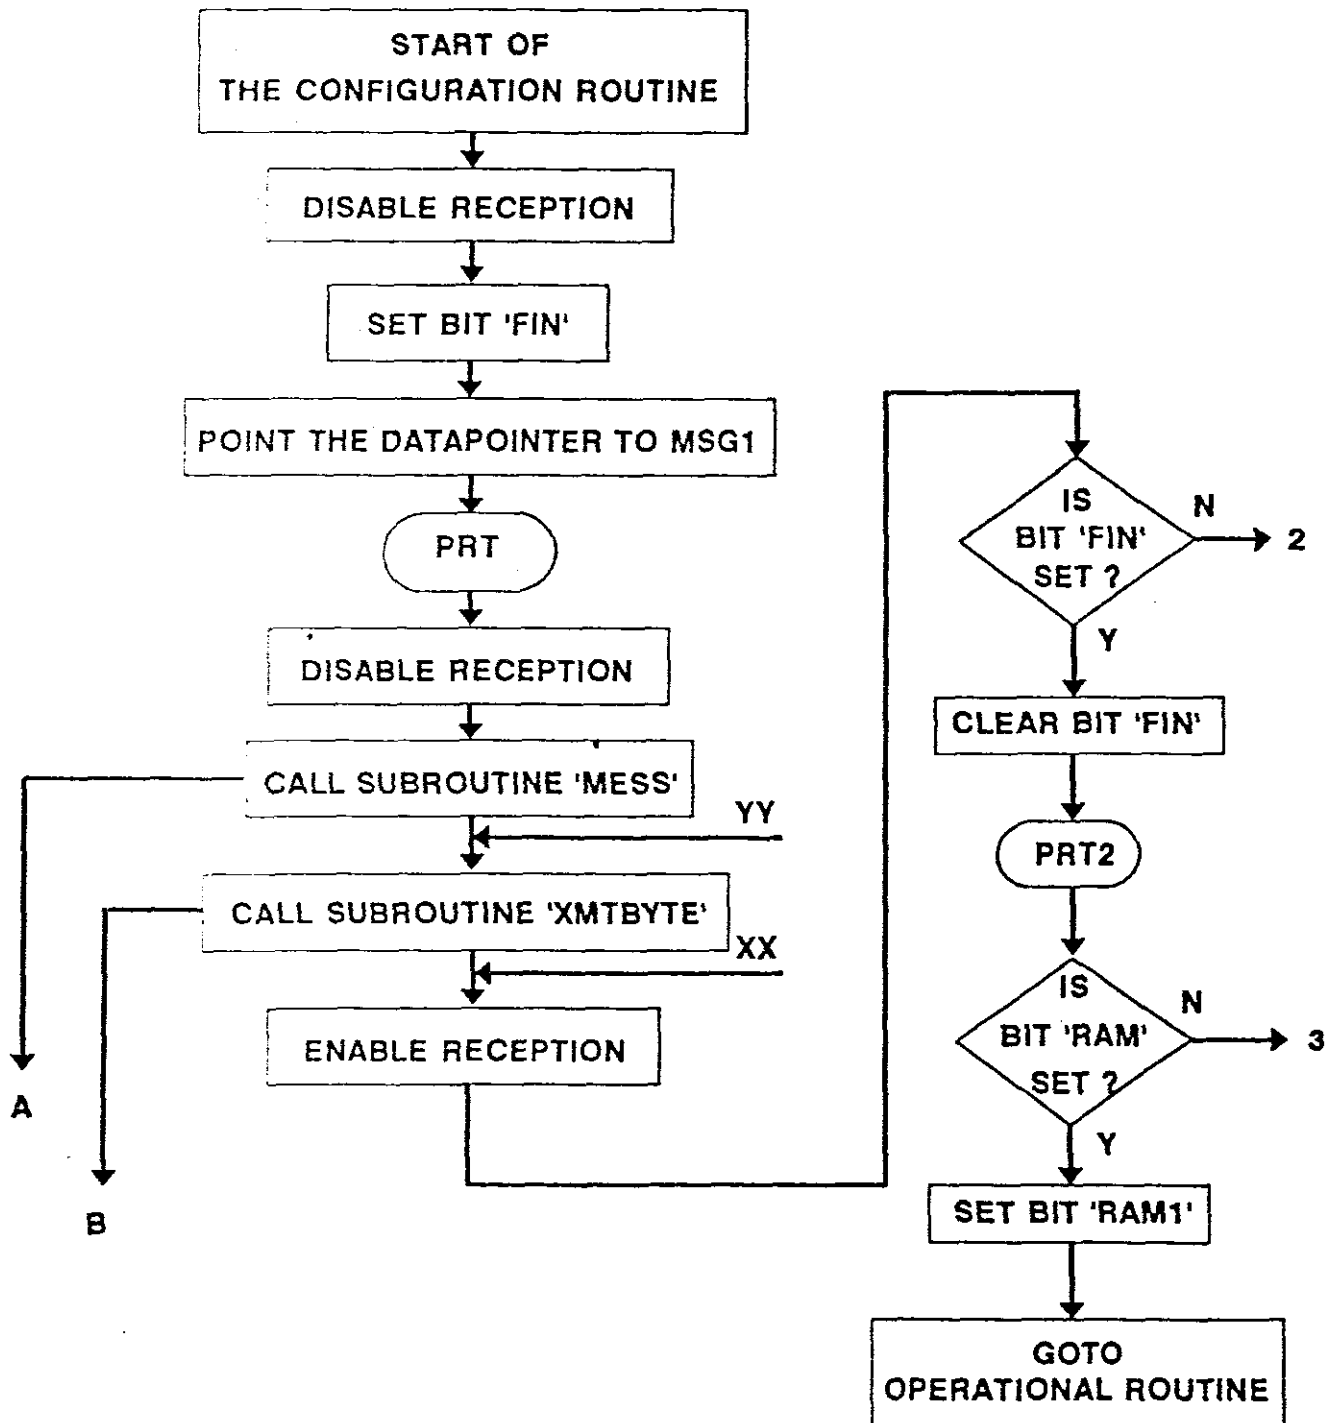 START OF
THE CONFIGURATION ROUTINE
DISABLE RECEPTION
SET BIT 'FIN'
POINT THE DATAPOINTER TO MSG1
PRT
DISABLE RECEPTION
CALL SUBROUTINE 'MESS'
YY
CALL SUBROUTINE 'XMTBYTE'
XX
ENABLE RECEPTION
A
B
IS
BIT 'FIN'
SET ?
N
2
Y
CLEAR BIT 'FIN'
PRT2
IS
BIT 'RAM'
SET ?
N
3
Y
SET BIT 'RAM1'
GOTO
OPERATIONAL ROUTINE